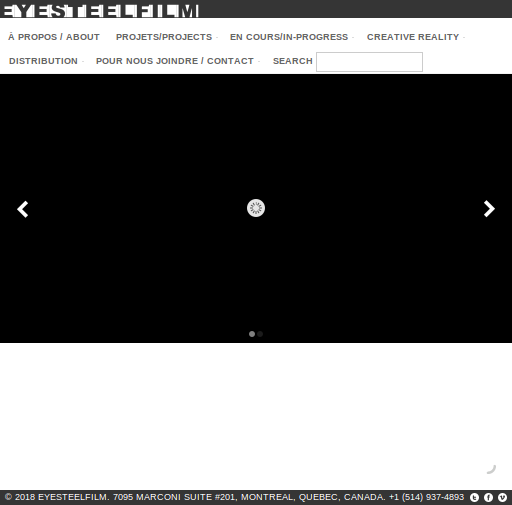 EYESTEELFILM
À PROPOS / ABOUT PROJETS/PROJECTS EN COURS/IN-PROGRESS CREATIVE REALITY
DISTRIBUTION POUR NOUS JOINDRE / CONTACT SEARCH
© 2018 EYESTEELFILM. 7095 MARCONI SUITE #201, MONTREAL, QUEBEC, CANADA. +1 (514) 937-4893